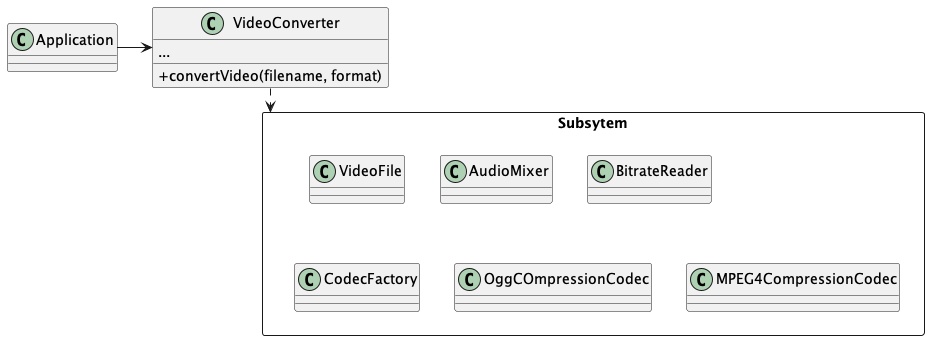 C VideoConverter
C Application
...
+convertVideo(filename, format)
Subsytem
C VideoFile
C AudioMixer
C BitrateReader
C CodecFactory
C OggCOmpressionCodec
C MPEG4CompressionCodec